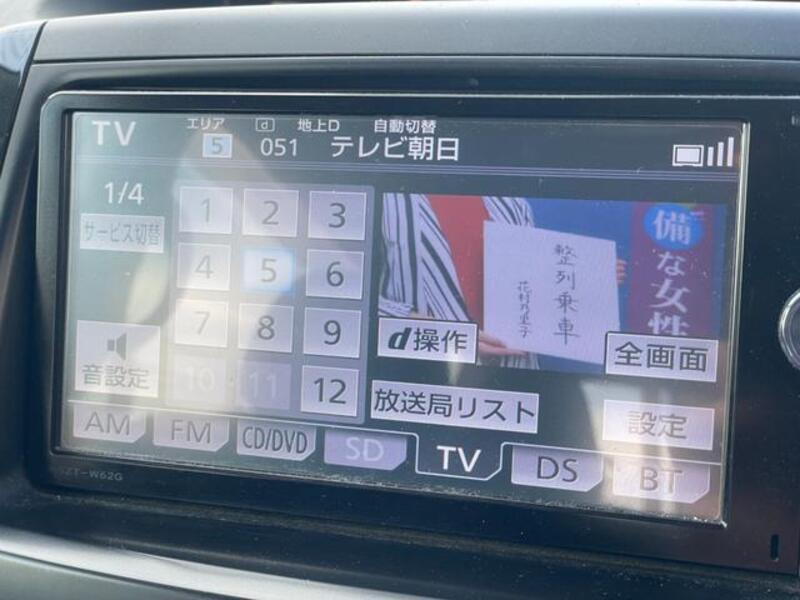 TV
エリア d 地上D 自動切替
5 051 テレビ朝日
1/4
サービス切替
1 2 3
4 5 6
7 8 9
10 11 12
音設定
整列乗車
備な女性
d操作
全画面
放送局リスト
設定
AM FM CD/DVD SD TV DS BT